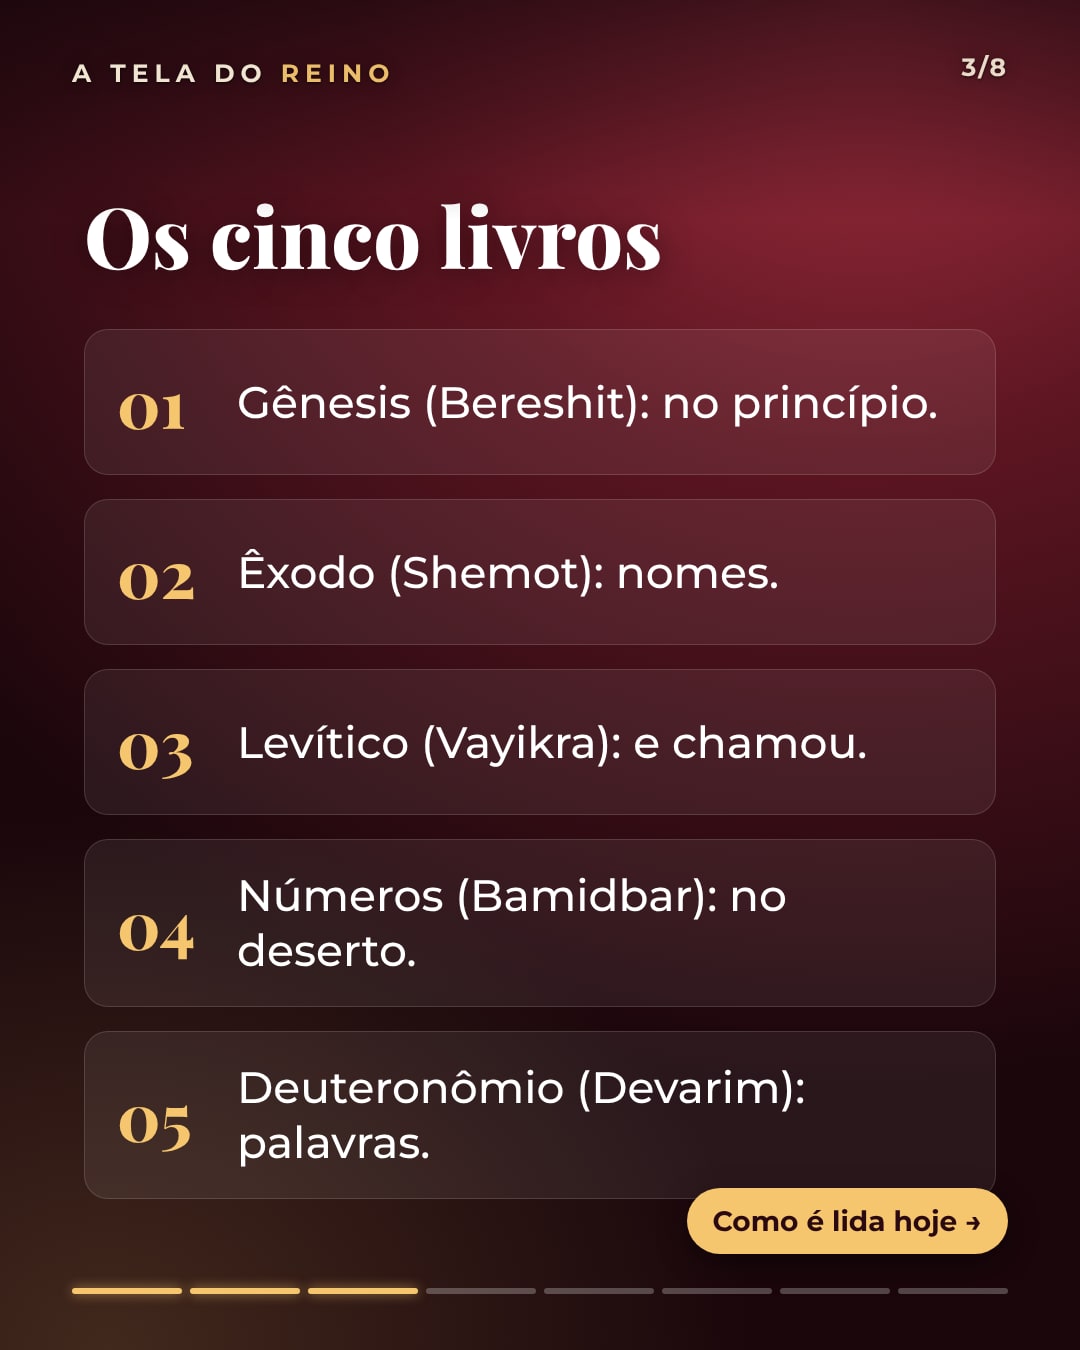 A TELA DO REINO
3/8
Os cinco livros
01 Gênesis (Bereshit): no princípio.
02 Êxodo (Shemot): nomes.
03 Levítico (Vayikra): e chamou.
04 Números (Bamidbar): no
deserto.
05 Deuteronômio (Devarim):
palavras.
Como é lida hoje →